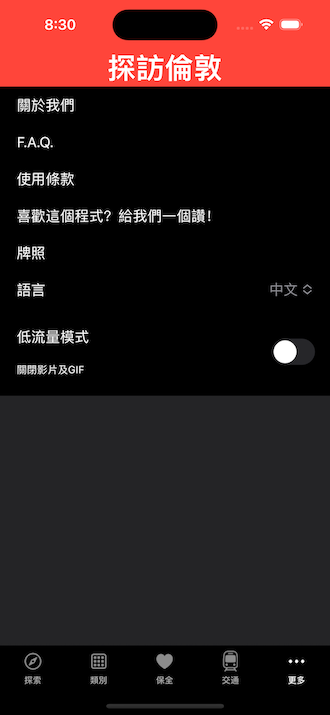 8:30
探訪倫敦
關於我們
F.A.Q.
使用條款
喜歡這個程式？給我們一個讚！
牌照
語言 中文
低流量模式
關閉影片及GIF
探索 類別 保全 交通 更多